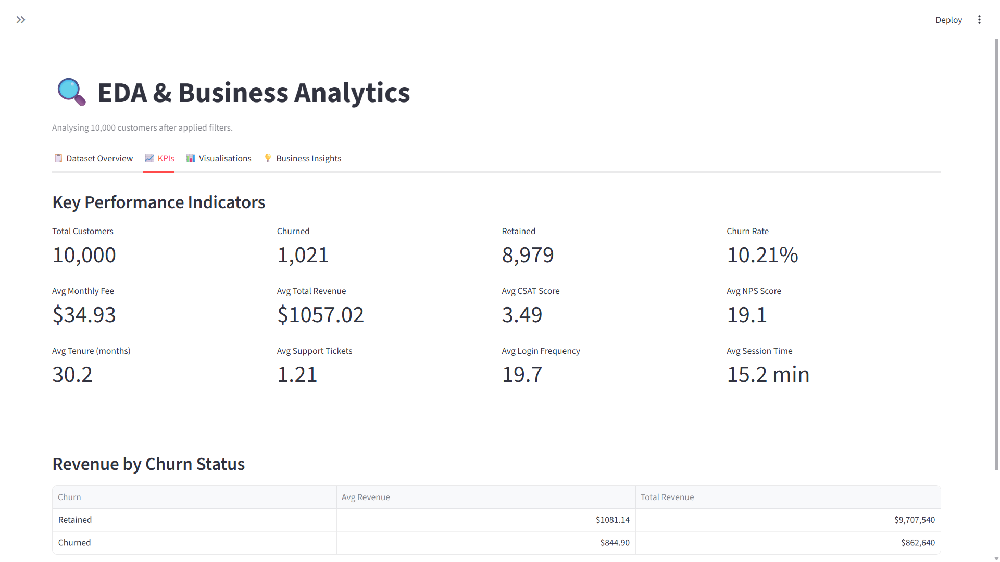 Deploy
EDA & Business Analytics
Analysing 10,000 customers after applied filters.
Dataset Overview KPIs Visualisations Business Insights
Key Performance Indicators
Total Customers Churned Retained Churn Rate
10,000 1,021 8,979 10.21%
Avg Monthly Fee Avg Total Revenue Avg CSAT Score Avg NPS Score
$34.93 $1057.02 3.49 19.1
Avg Tenure (months) Avg Support Tickets Avg Login Frequency Avg Session Time
30.2 1.21 19.7 15.2 min
Revenue by Churn Status
Churn Avg Revenue Total Revenue
Retained $1081.14 $9,707,540
Churned $844.90 $862,640